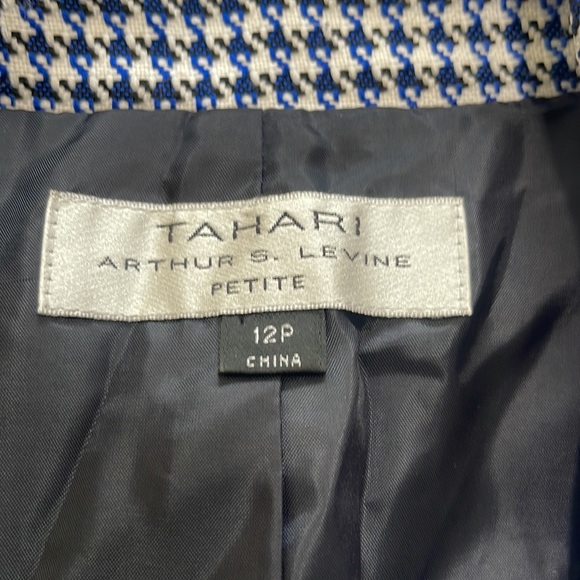 TAHARI
ARTHUR S. LEVINE
PETITE
12P
CHINA